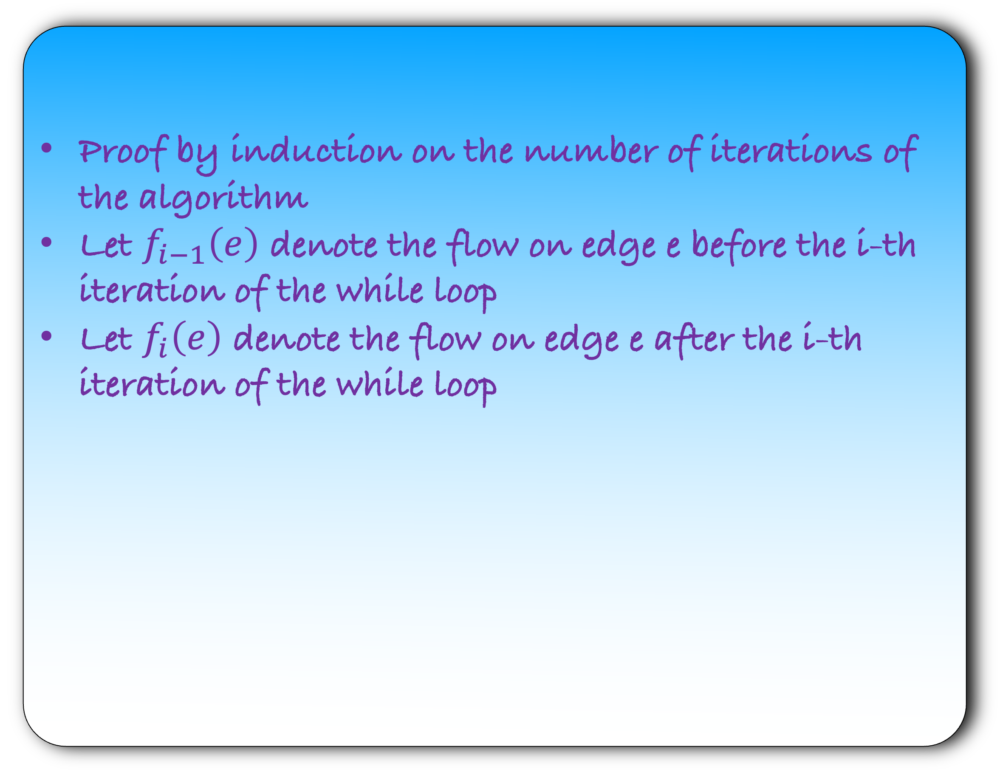 • Proof by induction on the number of iterations of
the algorithm
• Let $f_{i-1}(e)$ denote the flow on edge e before the i-th
iteration of the while loop
• Let $f_i(e)$ denote the flow on edge e after the i-th
iteration of the while loop